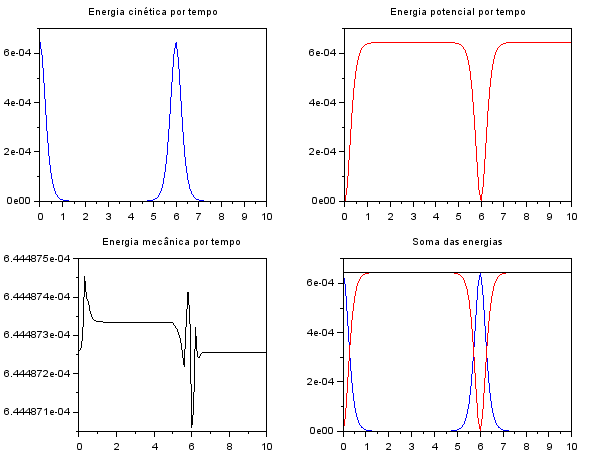 Energia cinética por tempo
6e-04
4e-04
2e-04
0e00
0 1 2 3 4 5 6 7 8 9 10
Energia potencial por tempo
6e-04
4e-04
2e-04
0e00
0 1 2 3 4 5 6 7 8 9 10
Energia mecânica por tempo
6.444875e-04
6.444874e-04
6.444873e-04
6.444872e-04
6.444871e-04
0 2 4 6 8 10
Soma das energias
6e-04
4e-04
2e-04
0e00
0 1 2 3 4 5 6 7 8 9 10